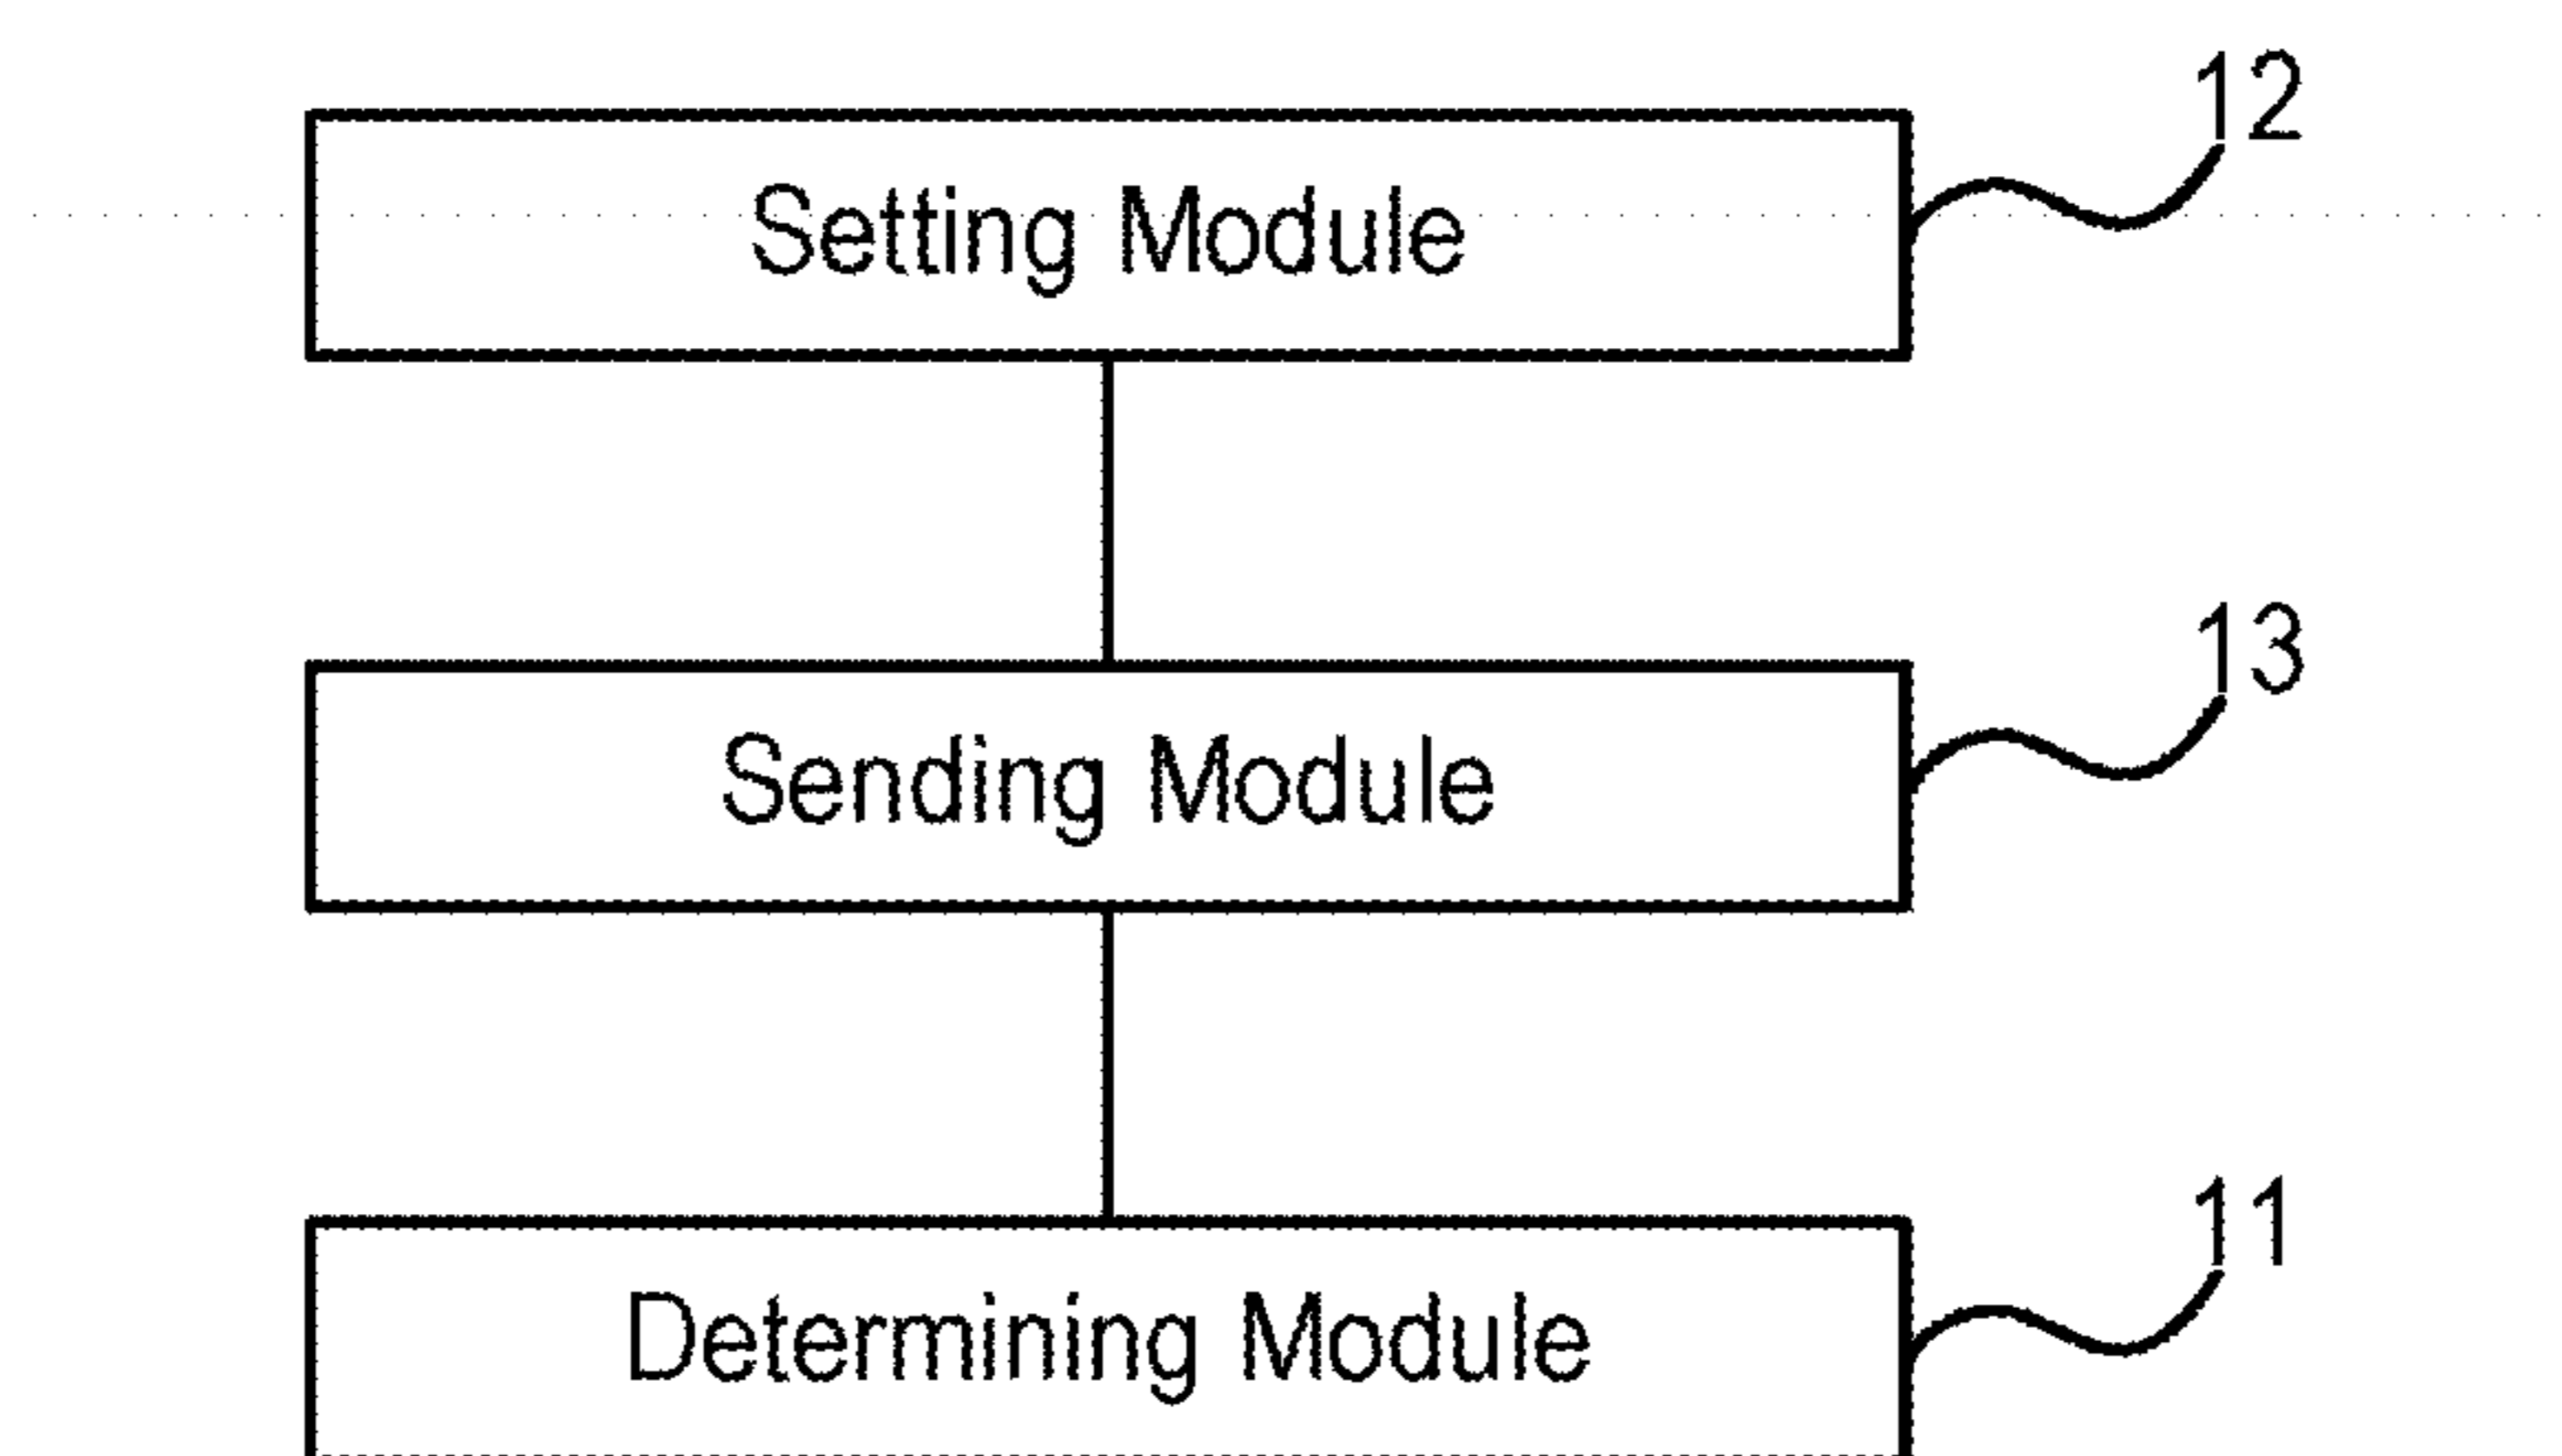 12
Setting Module
13
Sending Module
11
Determining Module